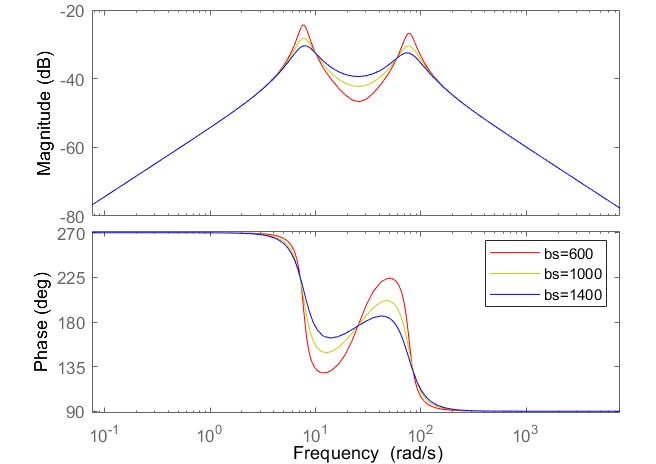 -20
-40
-60
-80
Magnitude (dB)
270
225
180
135
90
Phase (deg)
bs=600
bs=1000
bs=1400
10^-1
10^0
10^1
10^2
10^3
Frequency (rad/s)